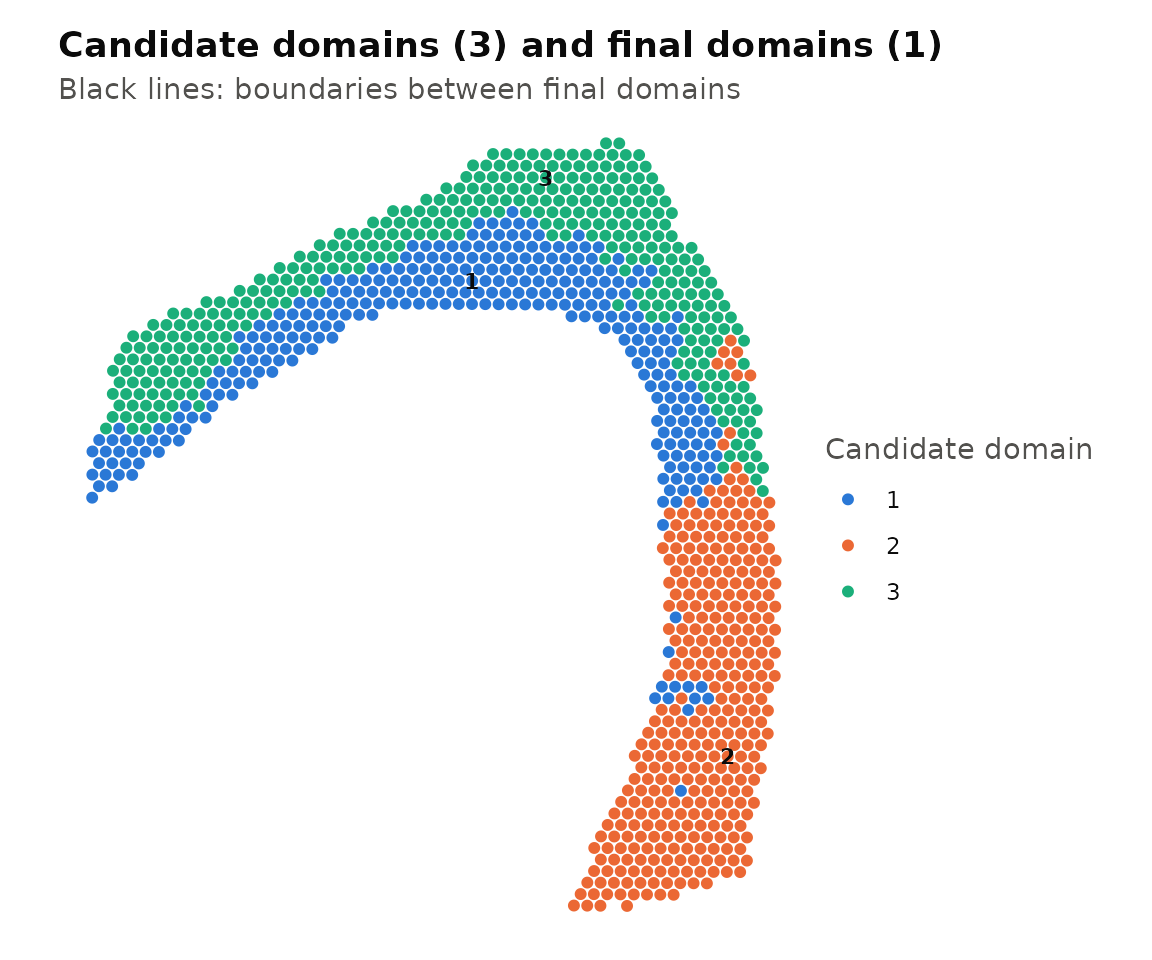 Candidate domains (3) and final domains (1)
Black lines: boundaries between final domains
3
1
Candidate domain
1
2
3
2